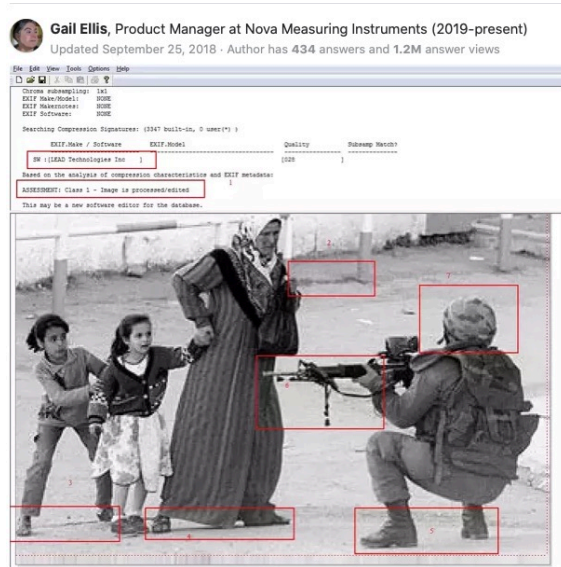 Gail Ellis, Product Manager at Nova Measuring Instruments (2019-present)
Updated September 25, 2018 · Author has 434 answers and 1.2M answer views
File Edit View Tools Options Help
Chroma subsampling: 1x1
EXIF Make/Model: NONE
EXIF Makernotes: NONE
EXIF Software: NONE
Searching Compression Signatures: (3347 built-in, 0 user(*) )
EXIF.Make / Software EXIF.Model Quality Subsamp Match?
SW :[LEAD Technologies Inc ] [020 ]
Based on the analysis of compression characteristics and EXIF metadata:
ASSESSMENT: Class 1 - Image is processed/edited
1
This may be a new software editor for the database.
2
7
6
3
5